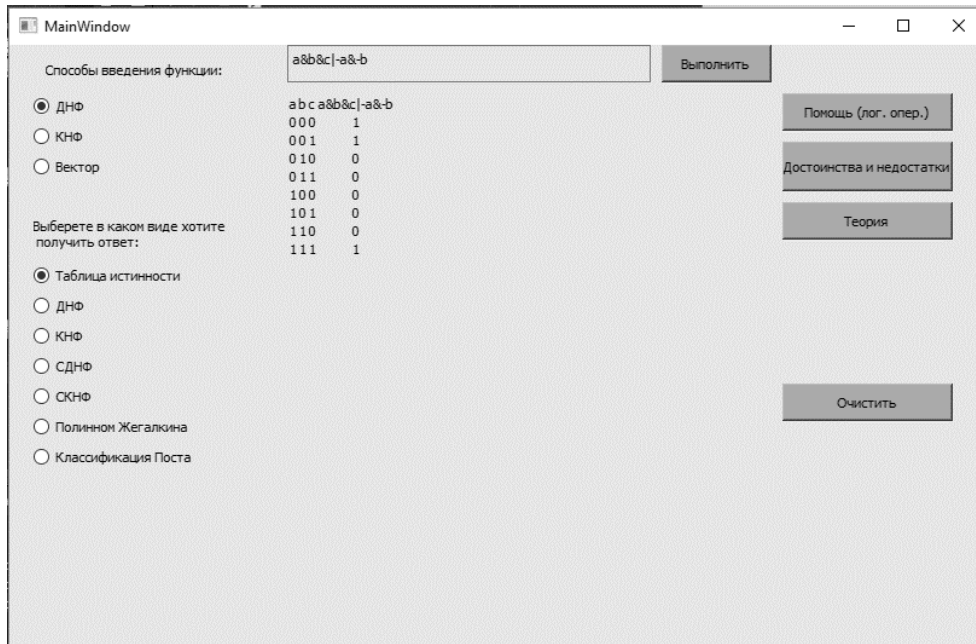 MainWindow
Способы введения функции:
a&b&c|-a&-b
Выполнить
ДНФ
КНФ
Вектор
a b c a&b&c|-a&-b
0 0 0 1
0 0 1 1
0 1 0 0
0 1 1 0
1 0 0 0
1 0 1 0
1 1 0 0
1 1 1 1
Помощь (лог. опер.)
Достоинства и недостатки
Теория
Выберете в каком виде хотите
получить ответ:
Таблица истинности
ДНФ
КНФ
СДНФ
СКНФ
Полинном Жегалкина
Классификация Поста
Очистить